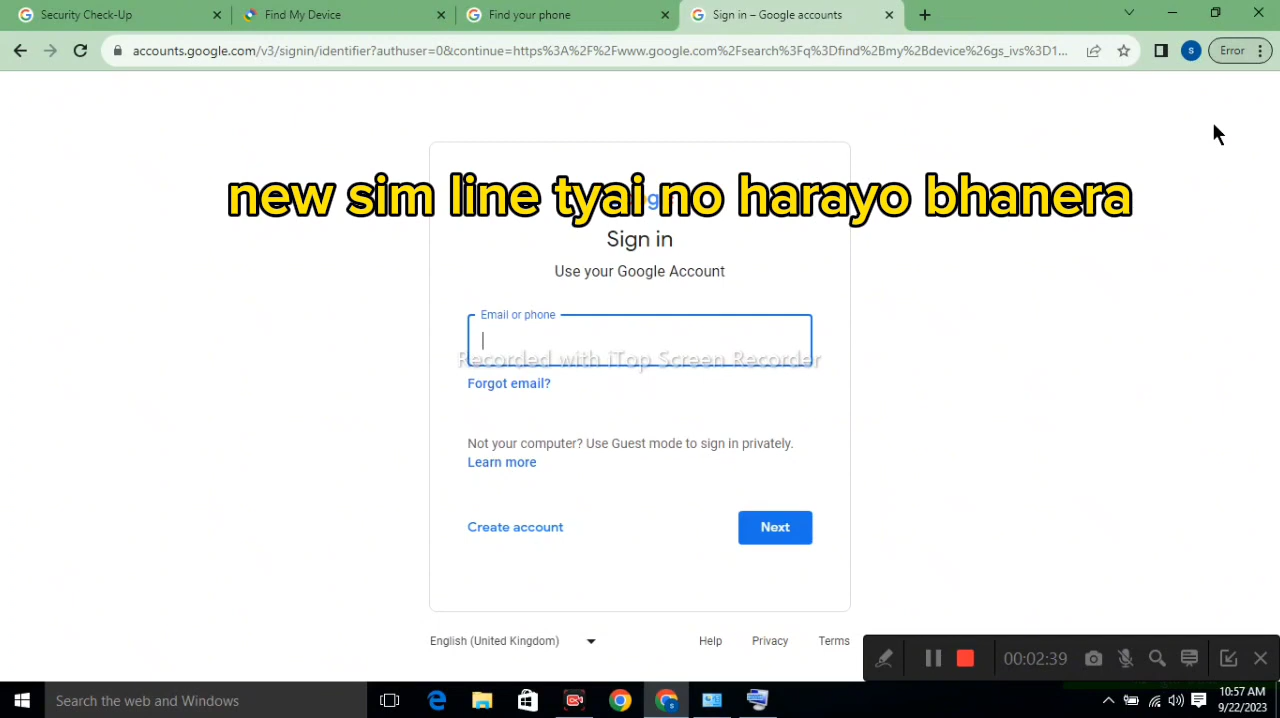 Security Check-Up
Find My Device
Find your phone
Sign in – Google accounts
accounts.google.com/v3/signin/identifier?authuser=0&continue=https%3A%2F%2Fwww.google.com%2Fsearch%3Fq%3Dfind%2Bmy%2Bdevice%26gs_ivs%3D1...
s
Error
new sim line tyai no harayo bhanera
Sign in
Use your Google Account
Email or phone
Recorded with iTop Screen Recorder
Forgot email?
Not your computer? Use Guest mode to sign in privately.
Learn more
Create account
Next
English (United Kingdom)
Help
Privacy
Terms
00:02:39
Search the web and Windows
10:57 AM
9/22/2023